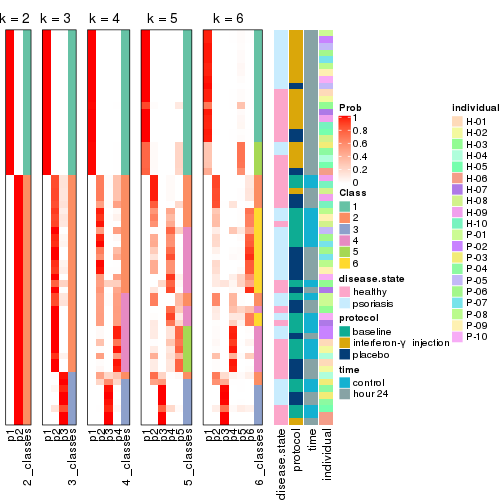 k = 2
k = 3
k = 4
k = 5
k = 6
p1
p2
2_classes
p1
p2
p3
3_classes
p1
p2
p3
p4
4_classes
p1
p2
p3
p4
p5
5_classes
p1
p2
p3
p4
p5
p6
6_classes
disease.state
protocol
time
individual
Prob
1
0.8
0.6
0.4
0.2
0
Class
1
2
3
4
5
6
disease.state
healthy
psoriasis
protocol
baseline
interferon-γ injection
placebo
time
control
hour 24
individual
H-01
H-02
H-03
H-04
H-05
H-06
H-07
H-08
H-09
H-10
P-01
P-02
P-03
P-04
P-05
P-06
P-07
P-08
P-09
P-10